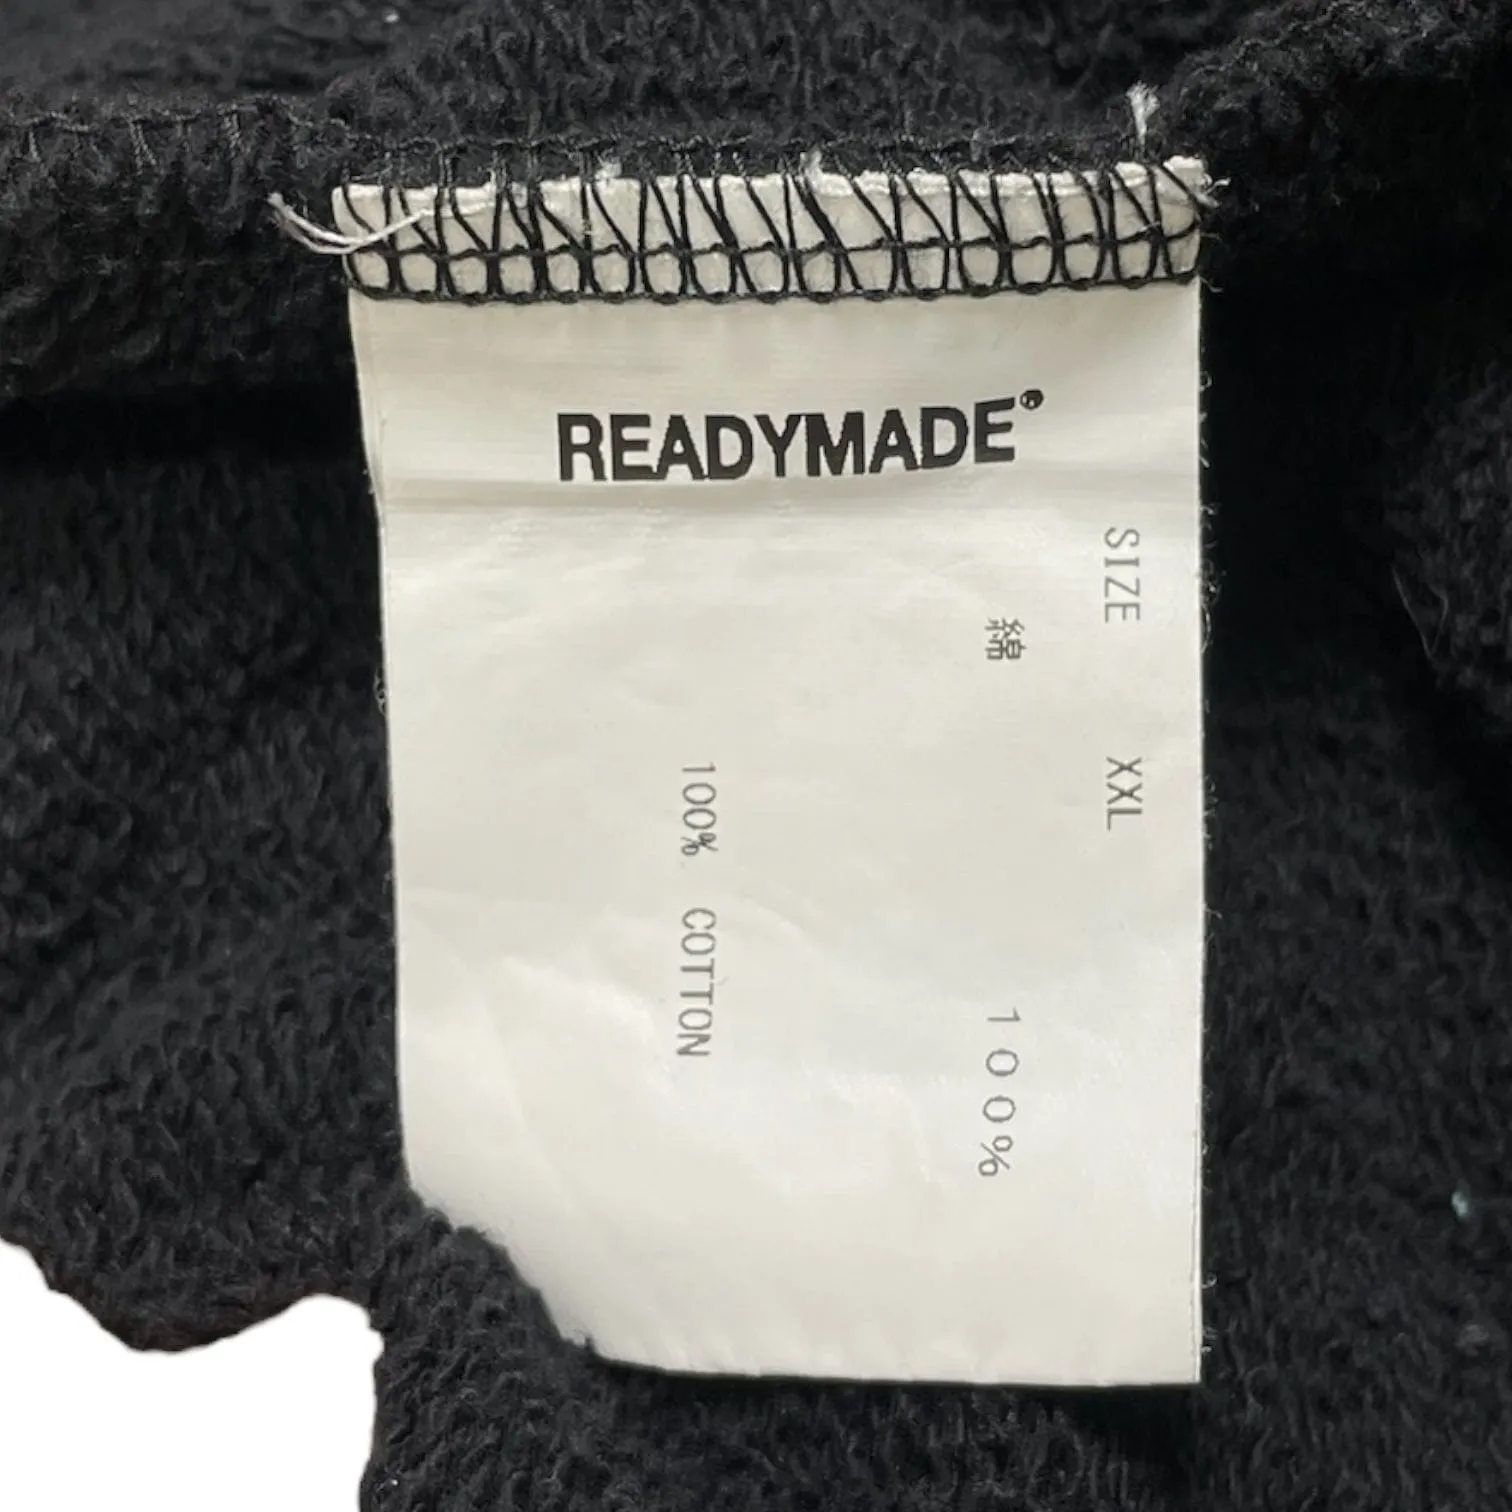 READYMADE®
SIZE XXL
綿 100%
100% COTTON